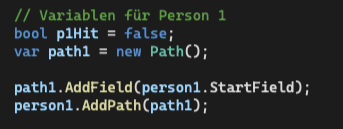 // Variablen für Person 1
bool p1Hit = false;
var path1 = new Path();
path1.AddField(person1.StartField);
person1.AddPath(path1);